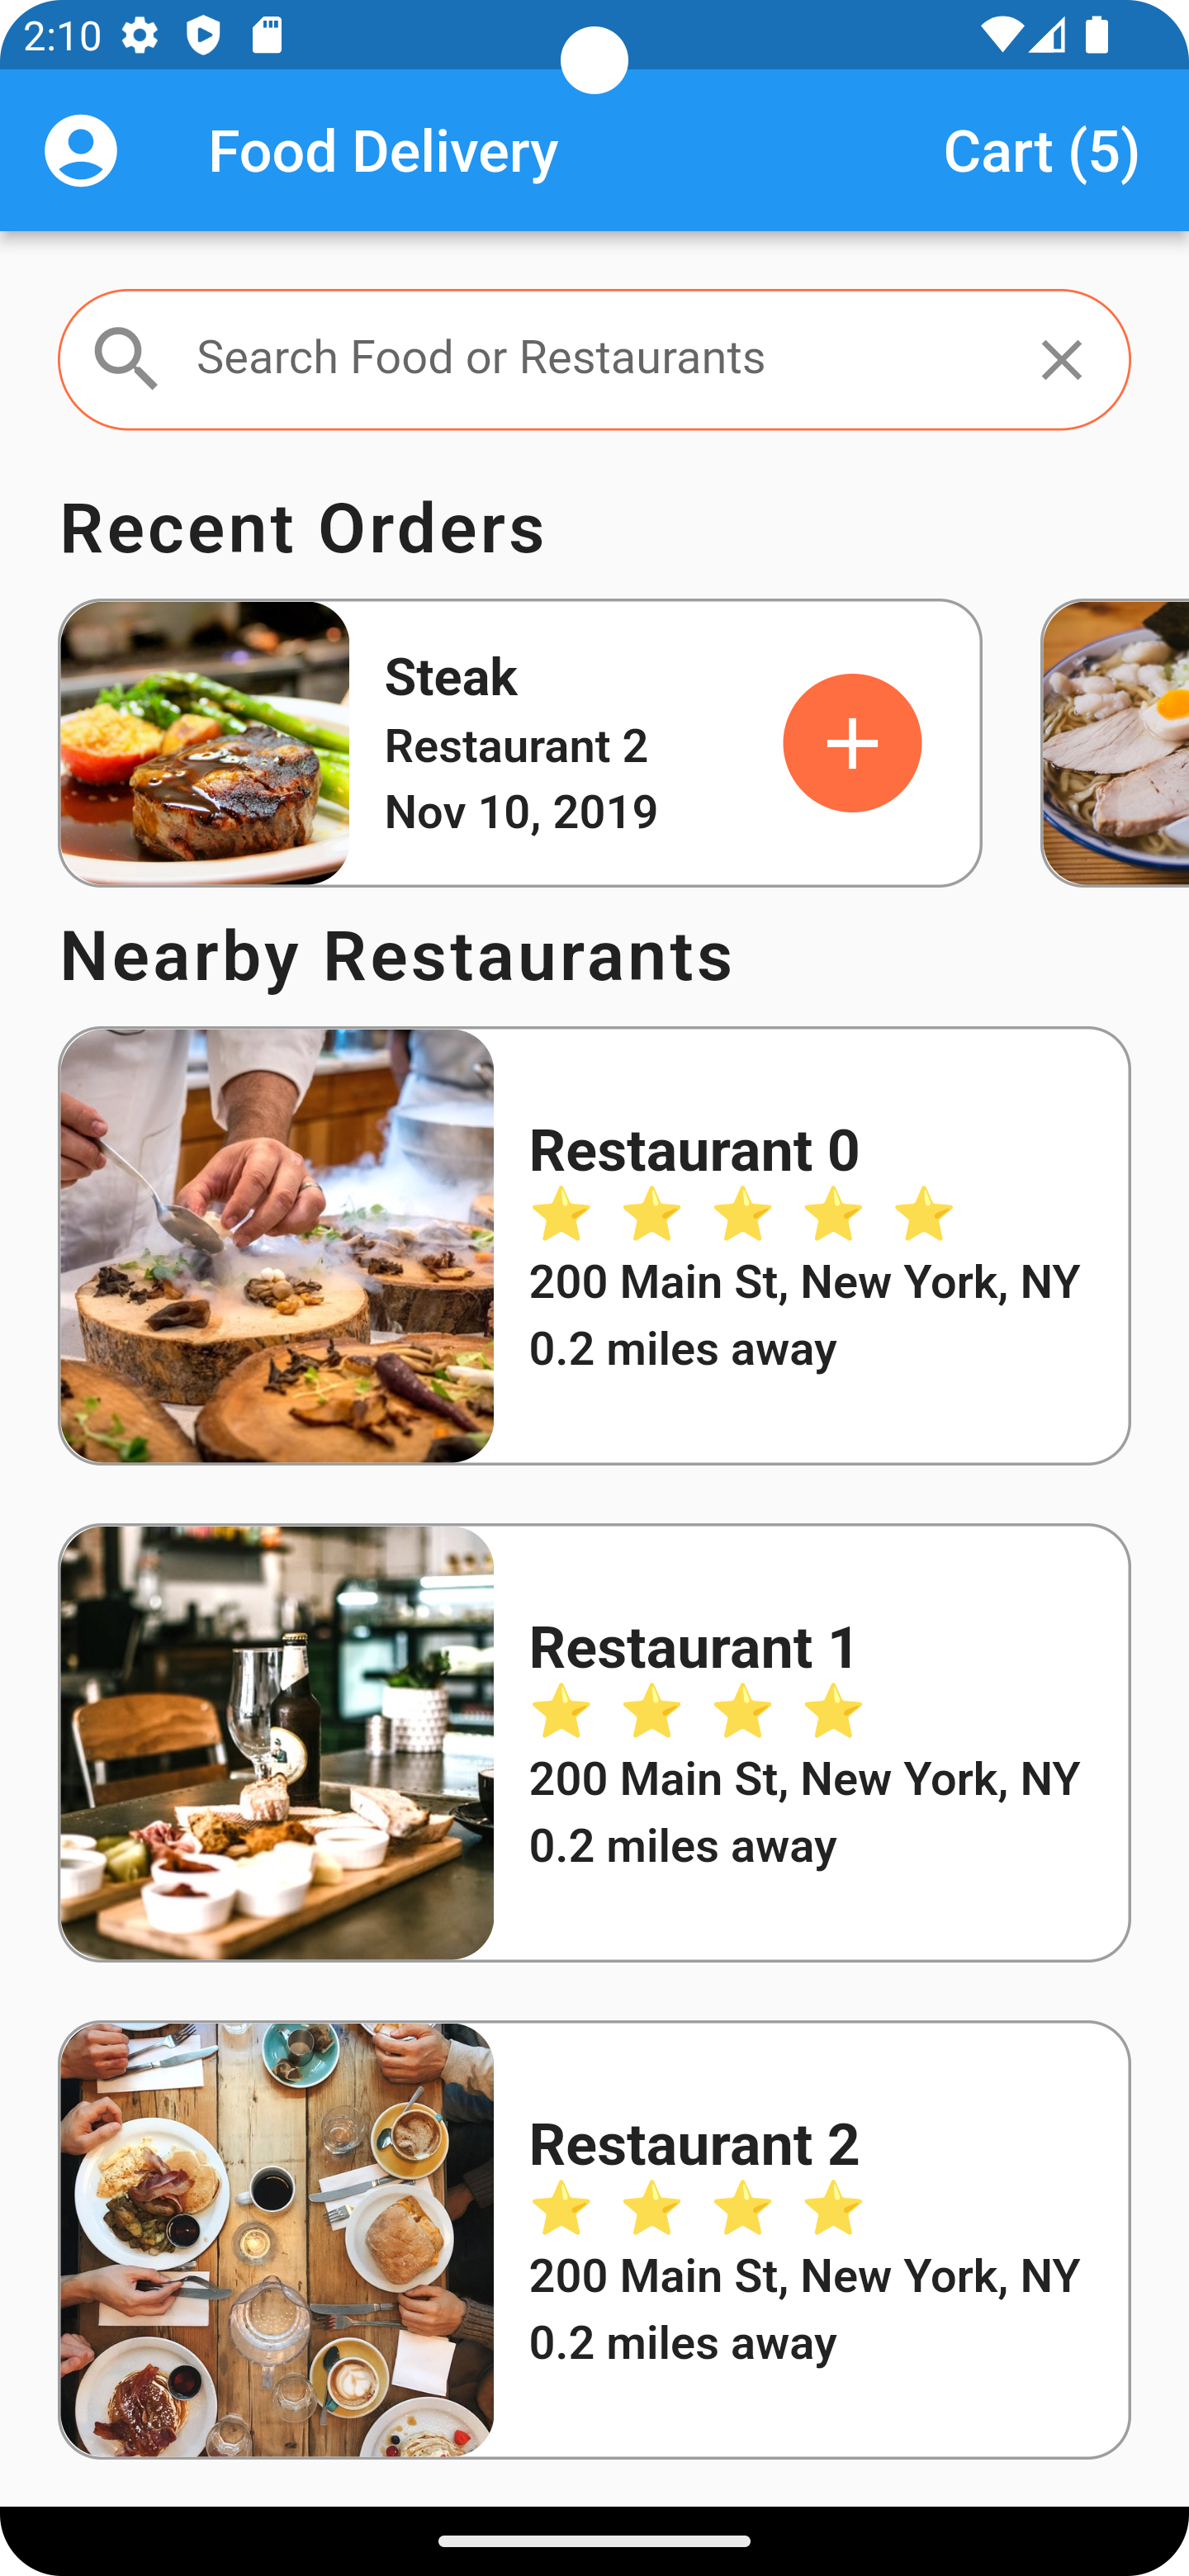 2:10
Food Delivery
Cart (5)
Search Food or Restaurants
Recent Orders
Steak
Restaurant 2
Nov 10, 2019
Nearby Restaurants
Restaurant 0
200 Main St, New York, NY
0.2 miles away
Restaurant 1
200 Main St, New York, NY
0.2 miles away
Restaurant 2
200 Main St, New York, NY
0.2 miles away